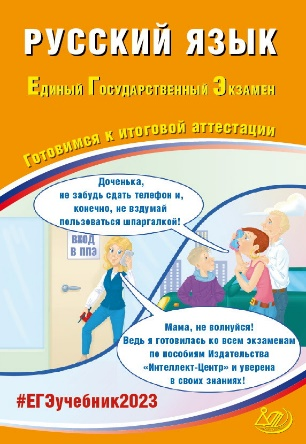 РУССКИЙ ЯЗЫК
ЕДИНЫЙ ГОСУДАРСТВЕННЫЙ ЭКЗАМЕН
Готовимся к итоговой аттестации
Доченька,
не забудь сдать телефон и,
конечно, не вздумай
пользоваться шпаргалкой!
ВХОД
В ППЭ
Мама, не волнуйся!
Ведь я готовилась ко всем экзаменам
по пособиям Издательства
«Интеллект-Центр» и уверена
в своих знаниях!
#ЕГЭучебник2023